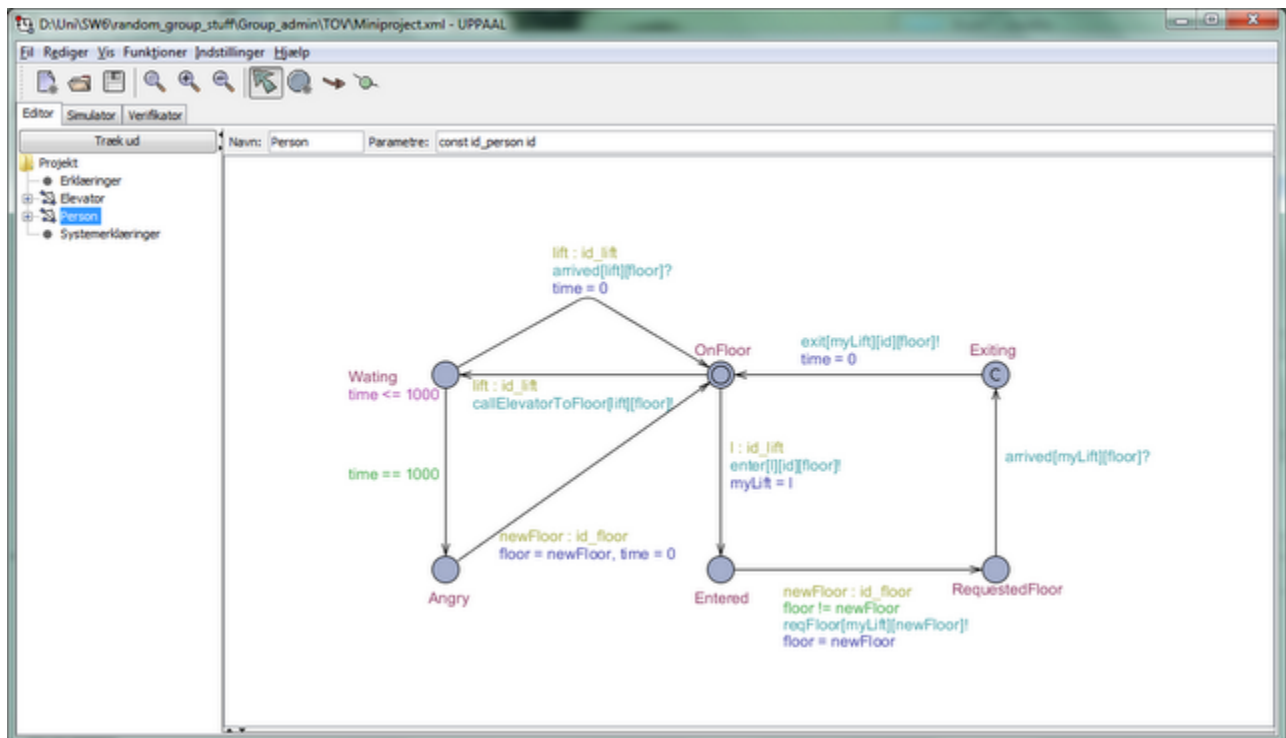 D:\Uni\SW6\random_group_stuff\Group_admin\TOV\Miniproject.xml - UPPAAL
Fil Rediger Vis Funktioner Indstillinger Hjælp
Editor Simulator Verifikator
Træk ud
Navn: Person Parametre: const id_person id
Projekt
Erklæringer
Elevator
Person
Systemerklæringer
lift : id_lift
arrived[lift][floor]?
time = 0
OnFloor
exit[myLift][id][floor]!
time = 0
Exiting
C
Wating
time <= 1000
lift : id_lift
callElevatorToFloor[lift][floor]!
l : id_lift
enter[l][id][floor]!
myLift = l
arrived[myLift][floor]?
time == 1000
newFloor : id_floor
floor = newFloor, time = 0
Angry
Entered
newFloor : id_floor
floor != newFloor
reqFloor[myLift][newFloor]!
floor = newFloor
RequestedFloor